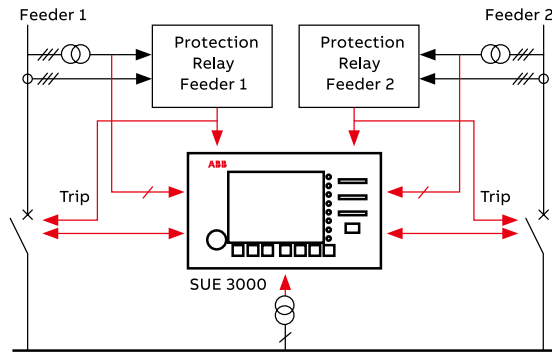 Feeder 1
Feeder 2
Protection
Relay
Feeder 1
Protection
Relay
Feeder 2
ABB
Trip
Trip
SUE 3000